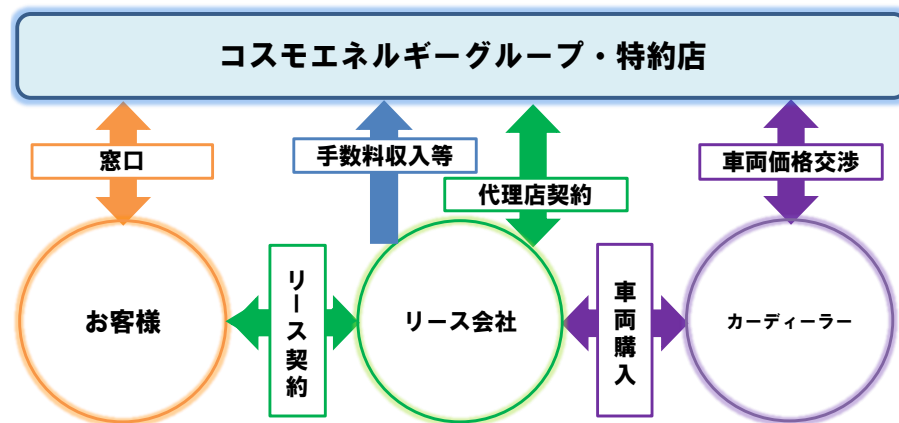 コスモエネルギーグループ・特約店
窓口
手数料収入等
車両価格交渉
代理店契約
お客様
リース契約
リース会社
車両購入
カーディーラー